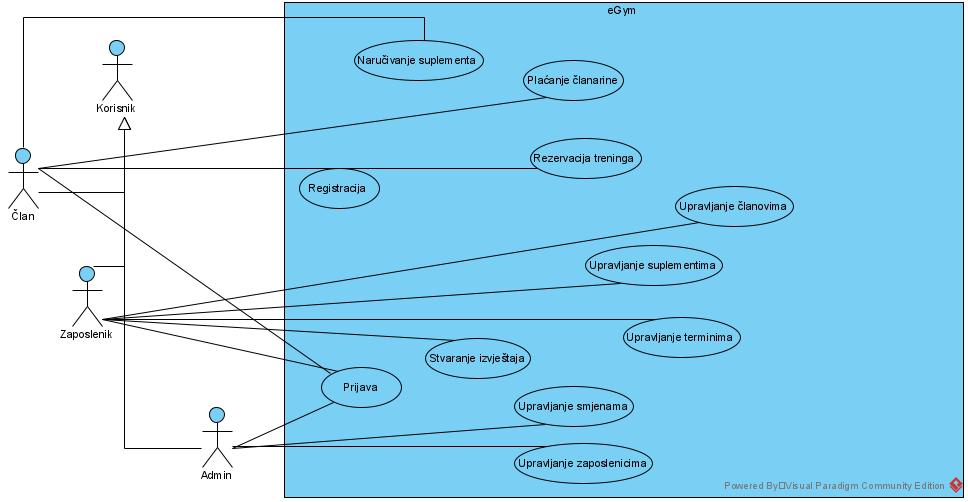 eGym
Naručivanje suplementa
Plaćanje članarine
Korisnik
Rezervacija treninga
Registracija
Član
Upravljanje članovima
Upravljanje suplementima
Zaposlenik
Upravljanje terminima
Stvaranje izvještaja
Prijava
Upravljanje smjenama
Admin
Upravljanje zaposlenicima
Powered By Visual Paradigm Community Edition